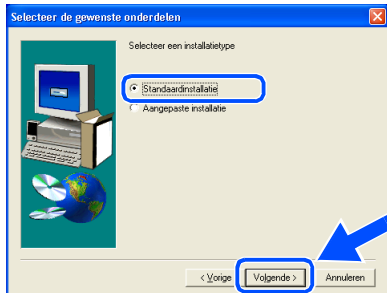 Selecteer de gewenste onderdelen
Selecteer een installatietype
Standaardinstallatie
Aangepaste installatie
< Vorige Volgende > Annuleren